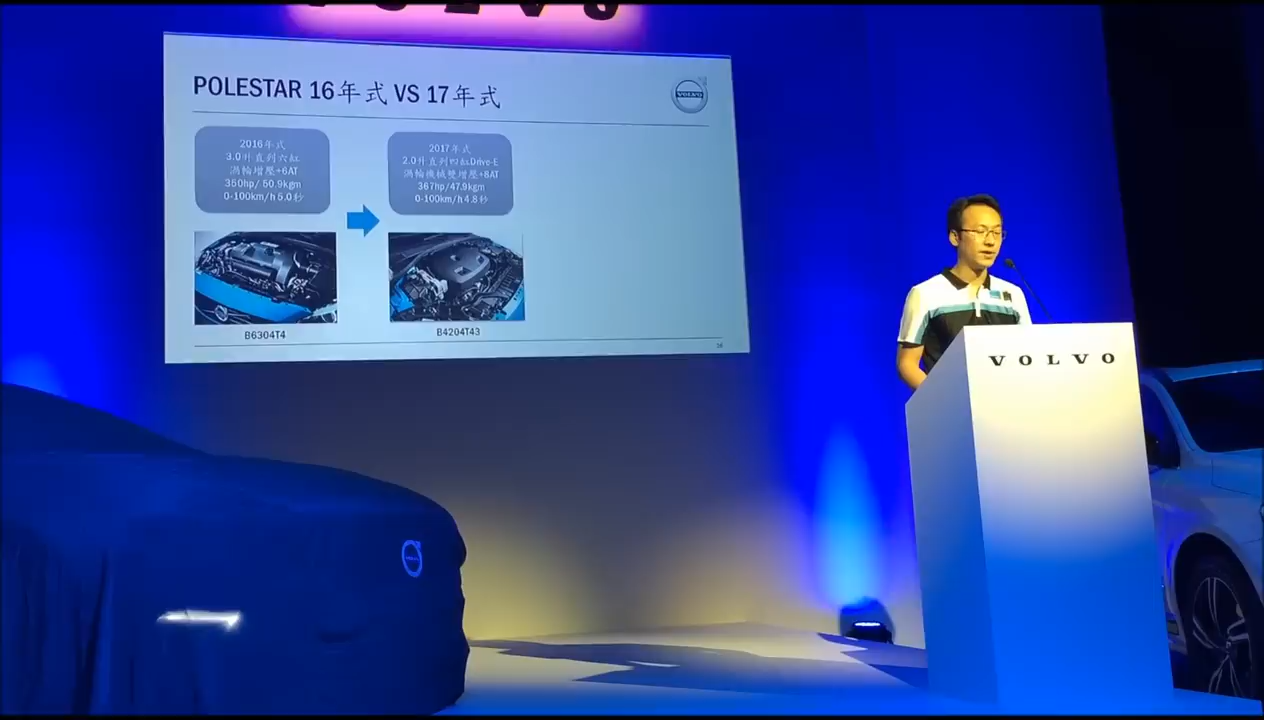 VOLVO
POLESTAR 16年式 VS 17年式
VOLVO
2016年式
3.0升直列六缸
渦輪增壓+6AT
350hp/ 50.9kgm
0-100km/h 5.0秒
2017年式
2.0升直列四缸Drive-E
渦輪機械雙增壓+8AT
367hp/47.9kgm
0-100km/h 4.8秒
B6304T4
B4204T43
VOLVO